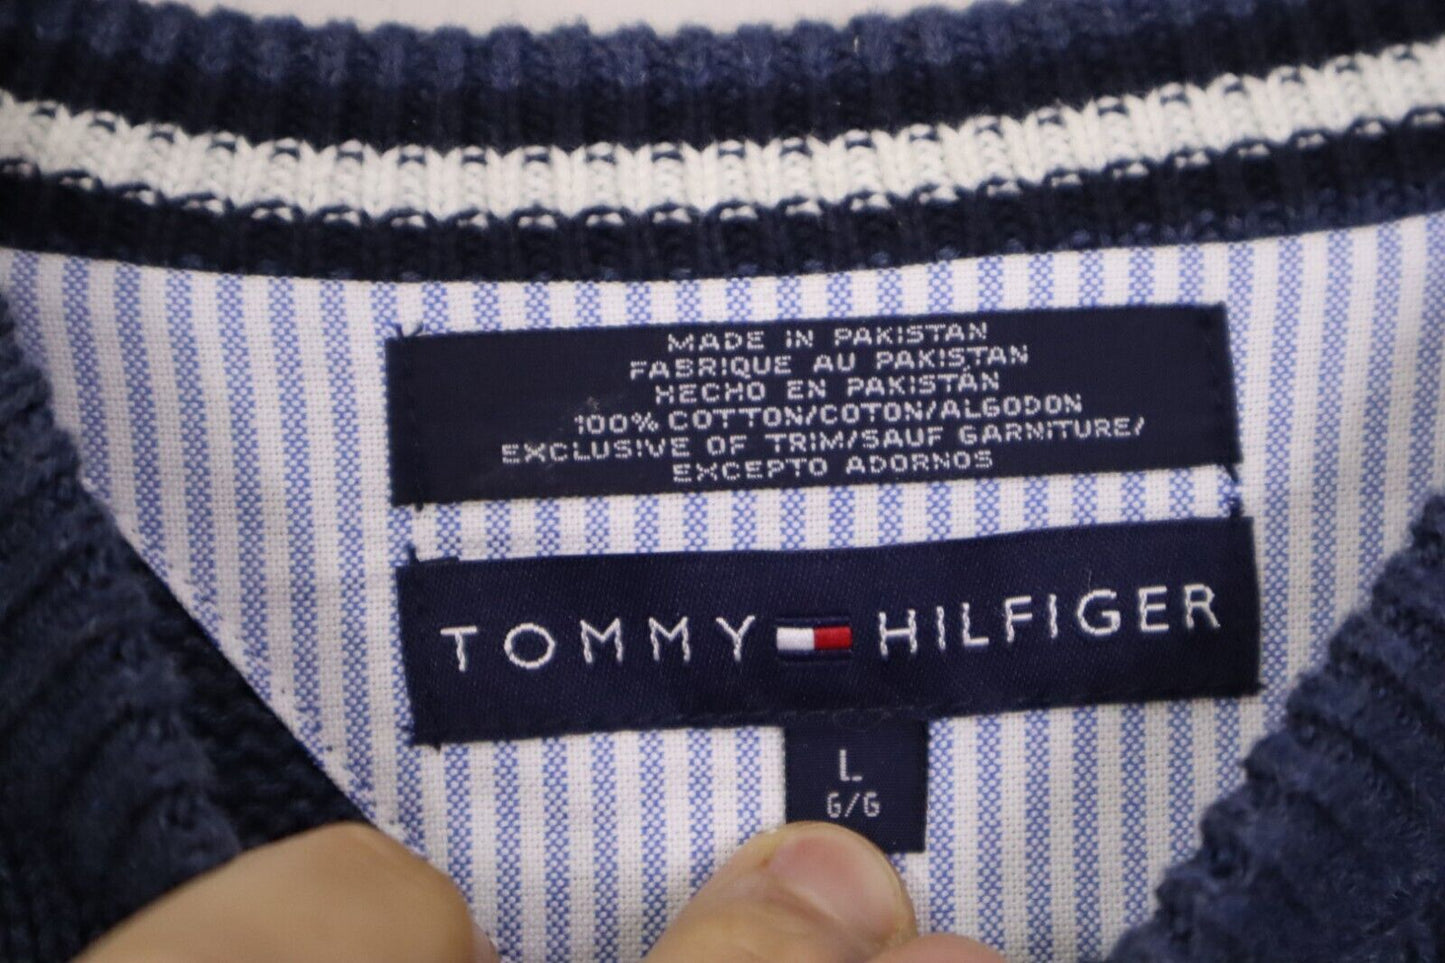 MADE IN PAKISTAN
FABRIQUE AU PAKISTAN
HECHO EN PAKISTÁN
100% COTTON/COTON/ALGODON
EXCLUSIVE OF TRIM/SAUF GARNITURE/
EXCEPTO ADORNOS
TOMMY HILFIGER
L
G/G